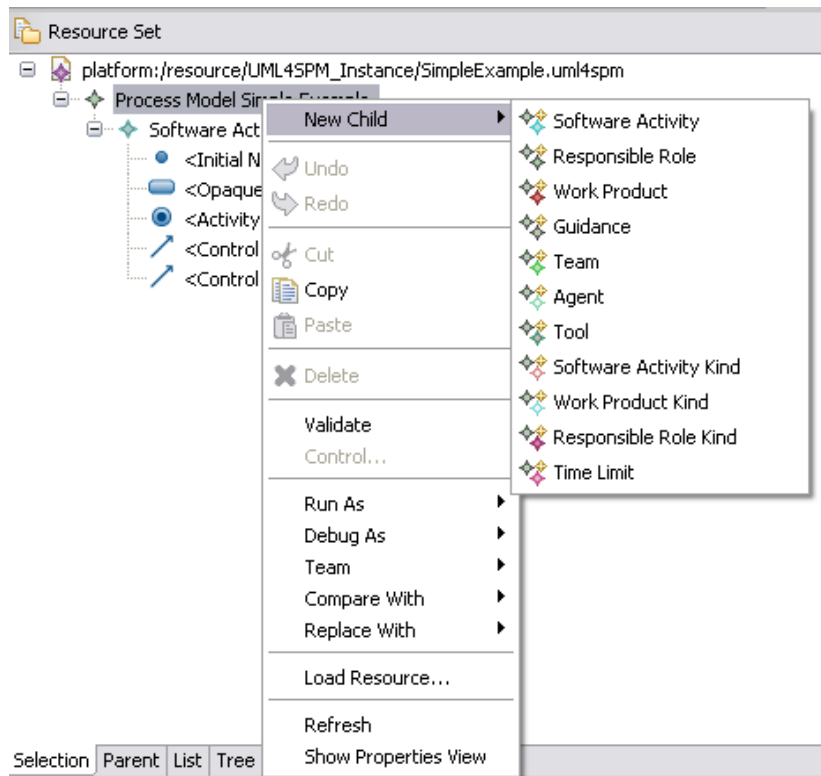 Resource Set
platform:/resource/UML4SPM_Instance/SimpleExample.uml4spm
Process Model Simple Example
Software Act
<Initial N
<Opaque
<Activity
<Control
<Control
New Child
Undo
Redo
Cut
Copy
Paste
Delete
Validate
Control...
Run As
Debug As
Team
Compare With
Replace With
Load Resource...
Refresh
Show Properties View
Software Activity
Responsible Role
Work Product
Guidance
Team
Agent
Tool
Software Activity Kind
Work Product Kind
Responsible Role Kind
Time Limit
Selection Parent List Tree